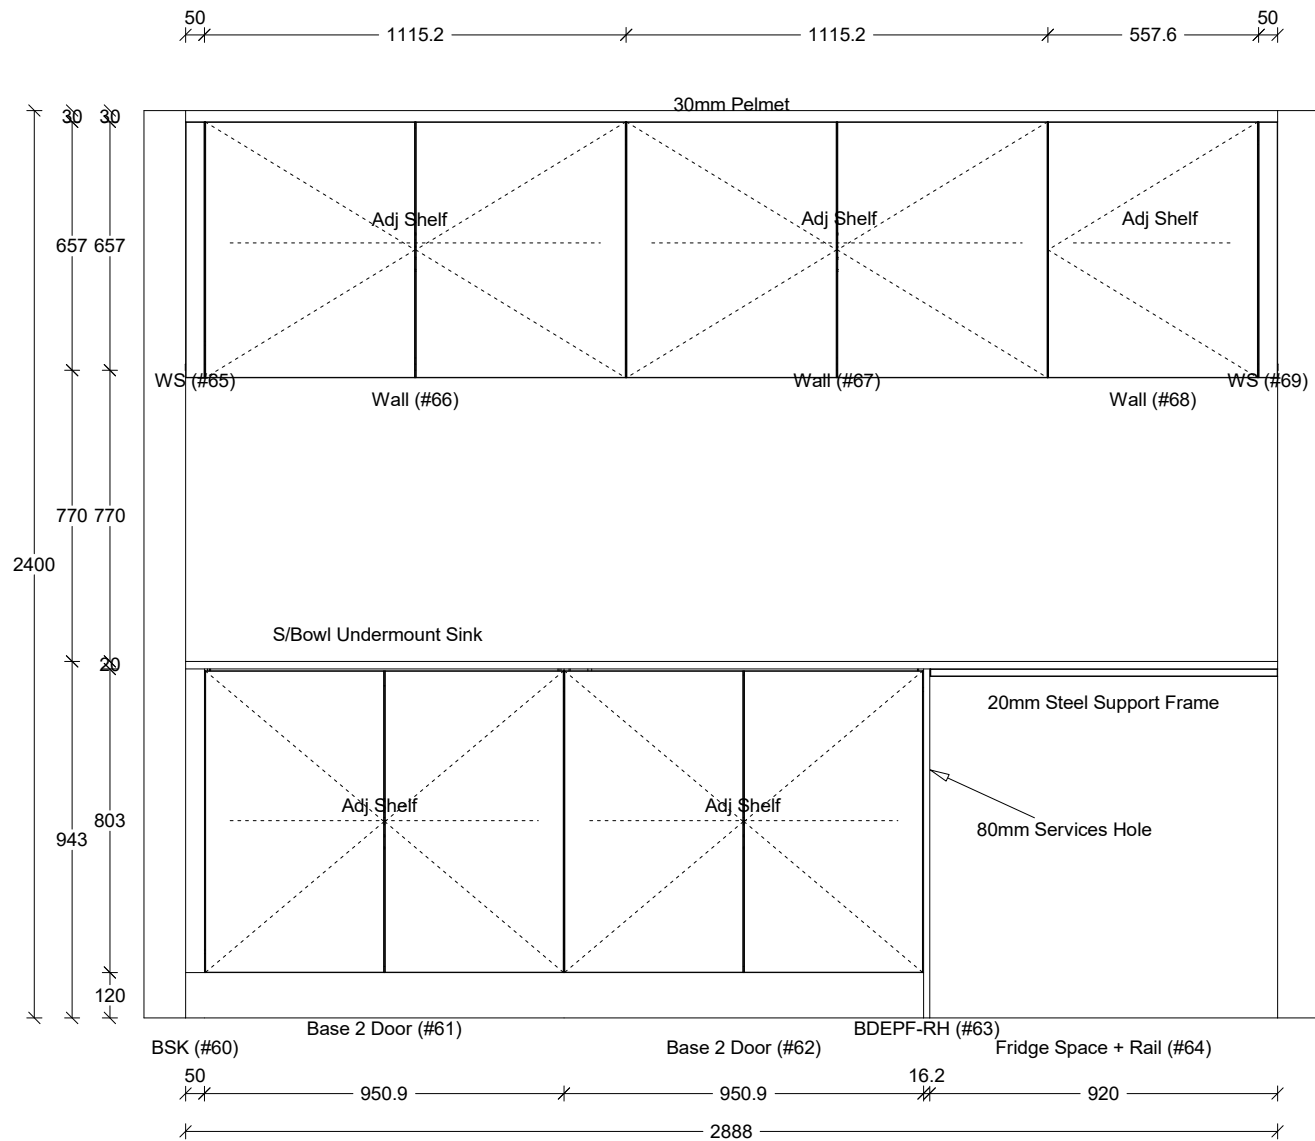 50
50
1115.2
1115.2
557.6
30mm Pelmet
30
30
Adj Shelf
Adj Shelf
Adj Shelf
657
657
WS (#65)
Wall (#67)
WS (#69)
Wall (#66)
Wall (#68)
770
770
2400
S/Bowl Undermount Sink
20
20mm Steel Support Frame
Adj Shelf
Adj Shelf
803
80mm Services Hole
943
120
Base 2 Door (#61)
BDEPF-RH (#63)
BSK (#60)
Base 2 Door (#62)
Fridge Space + Rail (#64)
50
16.2
950.9
950.9
920
2888